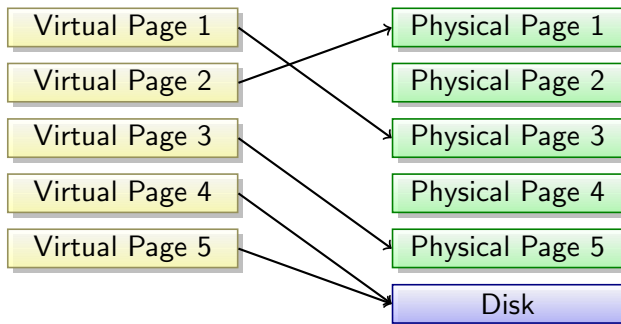 Virtual Page 1
Virtual Page 2
Virtual Page 3
Virtual Page 4
Virtual Page 5
Physical Page 1
Physical Page 2
Physical Page 3
Physical Page 4
Physical Page 5
Disk